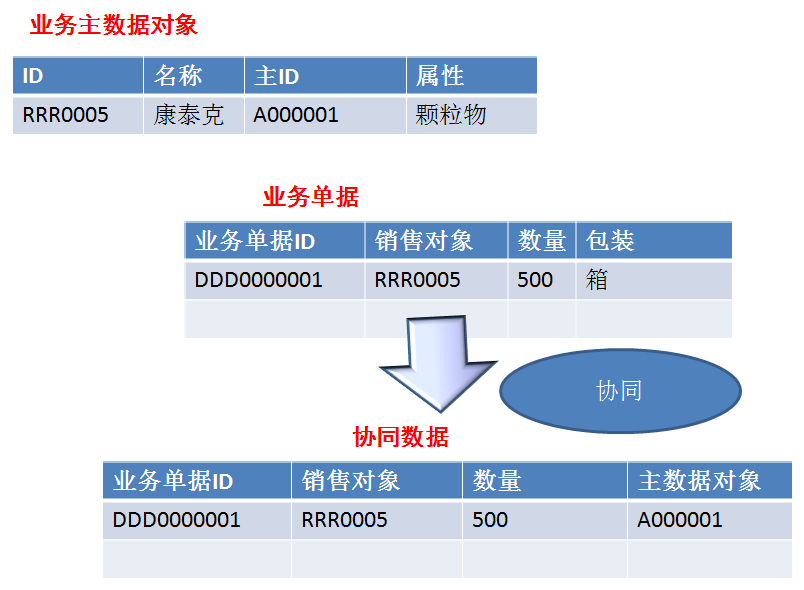 业务主数据对象
ID 名称 主ID 属性
RRR0005 康泰克 A000001 颗粒物
业务单据
业务单据ID 销售对象 数量 包装
DDD0000001 RRR0005 500 箱
协同
协同数据
业务单据ID 销售对象 数量 主数据对象
DDD0000001 RRR0005 500 A000001